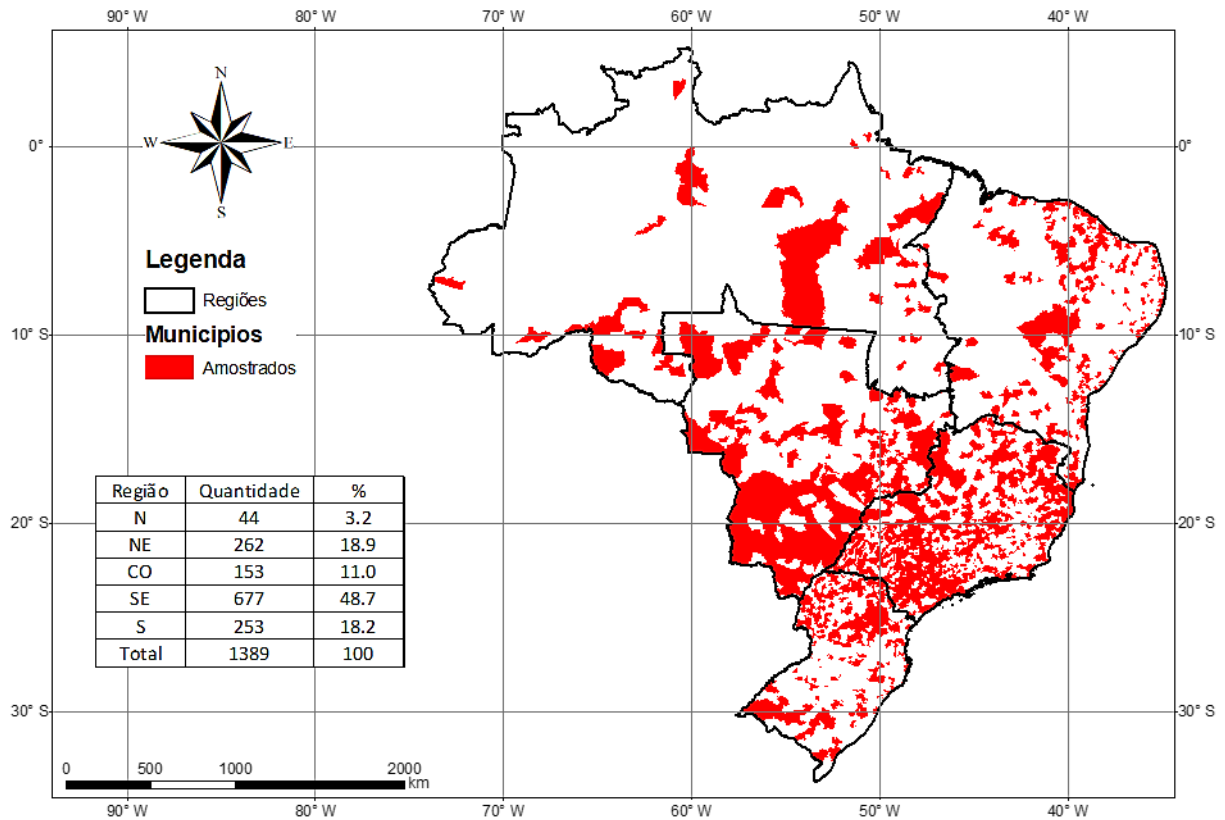 90° W 80° W 70° W 60° W 50° W 40° W
N
W E
S
0° 0°
Legenda
Regiões
Municipios
Amostrados
10° S 10° S
Região Quantidade %
N 44 3.2
NE 262 18.9
CO 153 11.0
SE 677 48.7
S 253 18.2
Total 1389 100
20° S 20° S
30° S 30° S
0 500 1000 2000
km
90° W 80° W 70° W 60° W 50° W 40° W